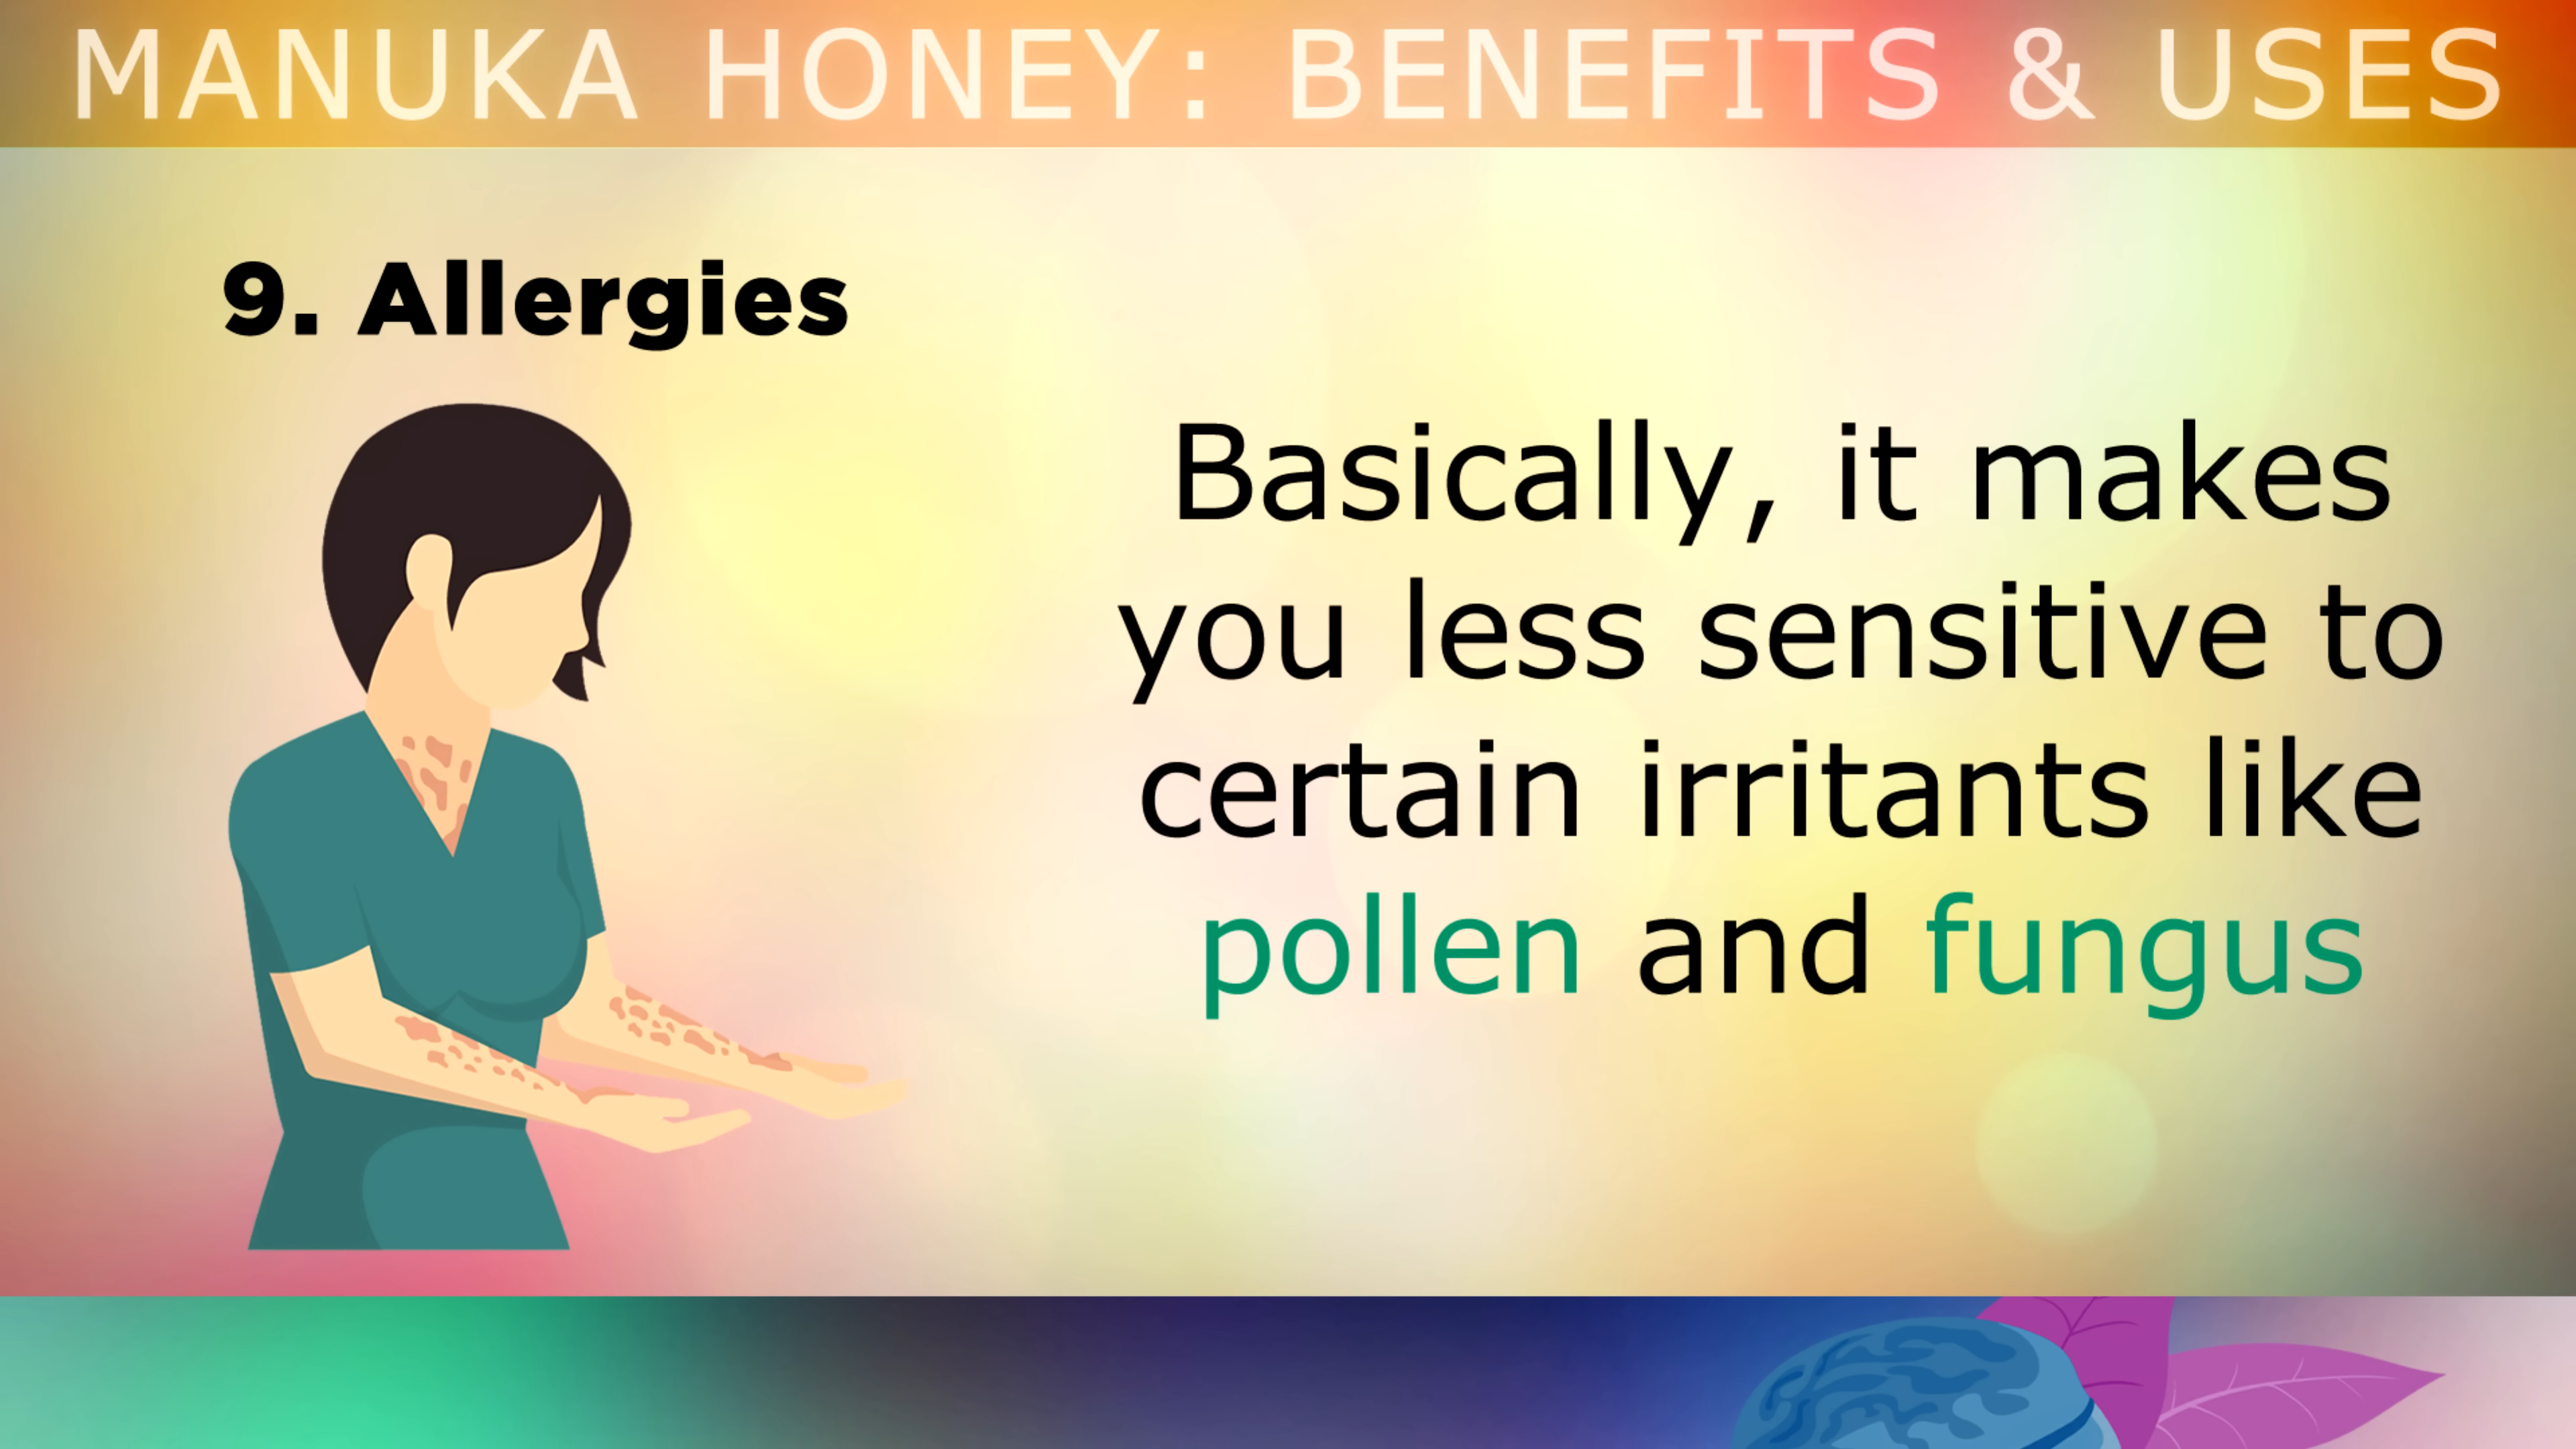 MANUKA HONEY: BENEFITS & USES
9. Allergies
Basically, it makes
you less sensitive to
certain irritants like
pollen and fungus